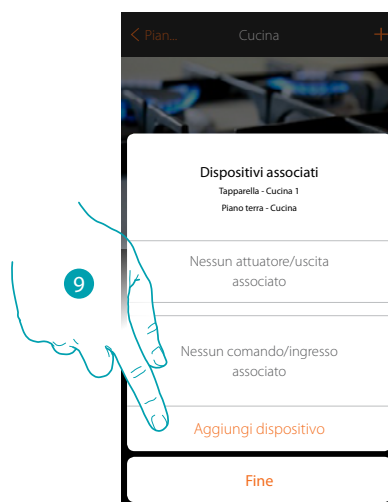 Pian...
Cucina
Dispositivi associati
Tapparella - Cucina 1
Piano terra - Cucina
Nessun attuatore/uscita
associato
9
Nessun comando/ingresso
associato
Aggiungi dispositivo
Fine